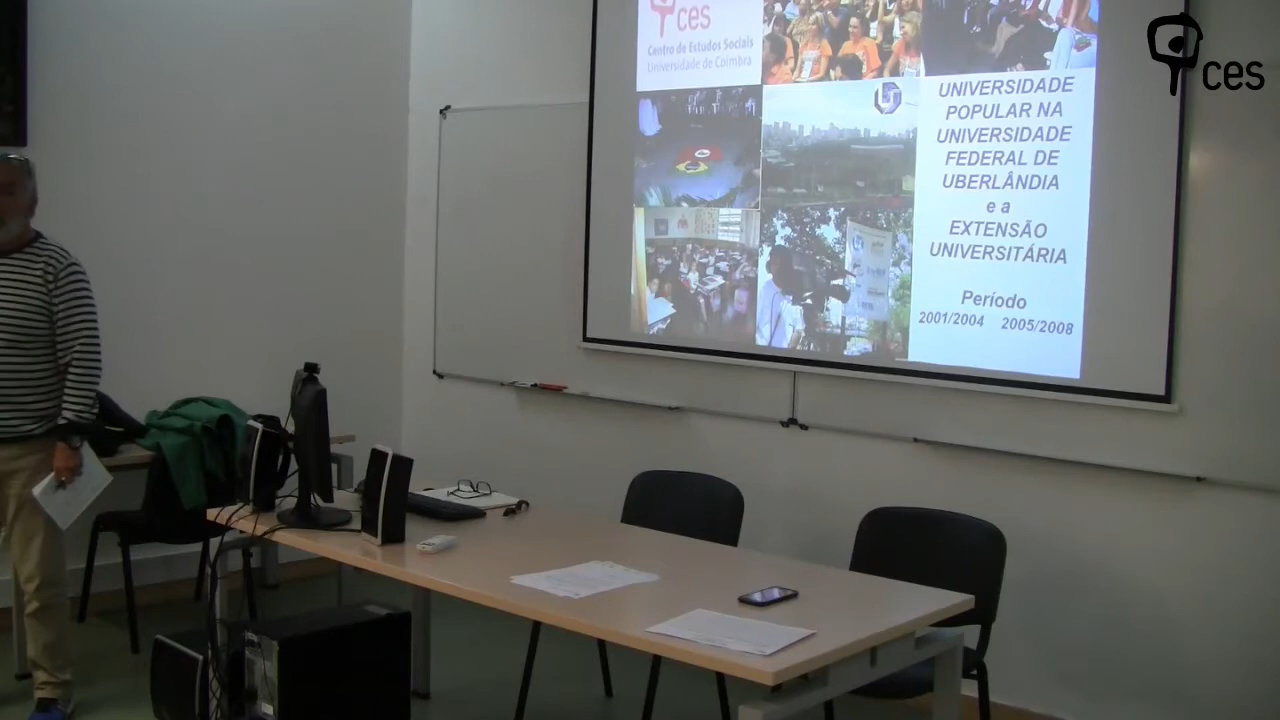 ces
Centro de Estudos Sociais
Universidade de Coimbra
UNIVERSIDADE
POPULAR NA
UNIVERSIDADE
FEDERAL DE
UBERLÂNDIA
e a
EXTENSÃO
UNIVERSITÁRIA
Período
2001/2004 2005/2008
ces